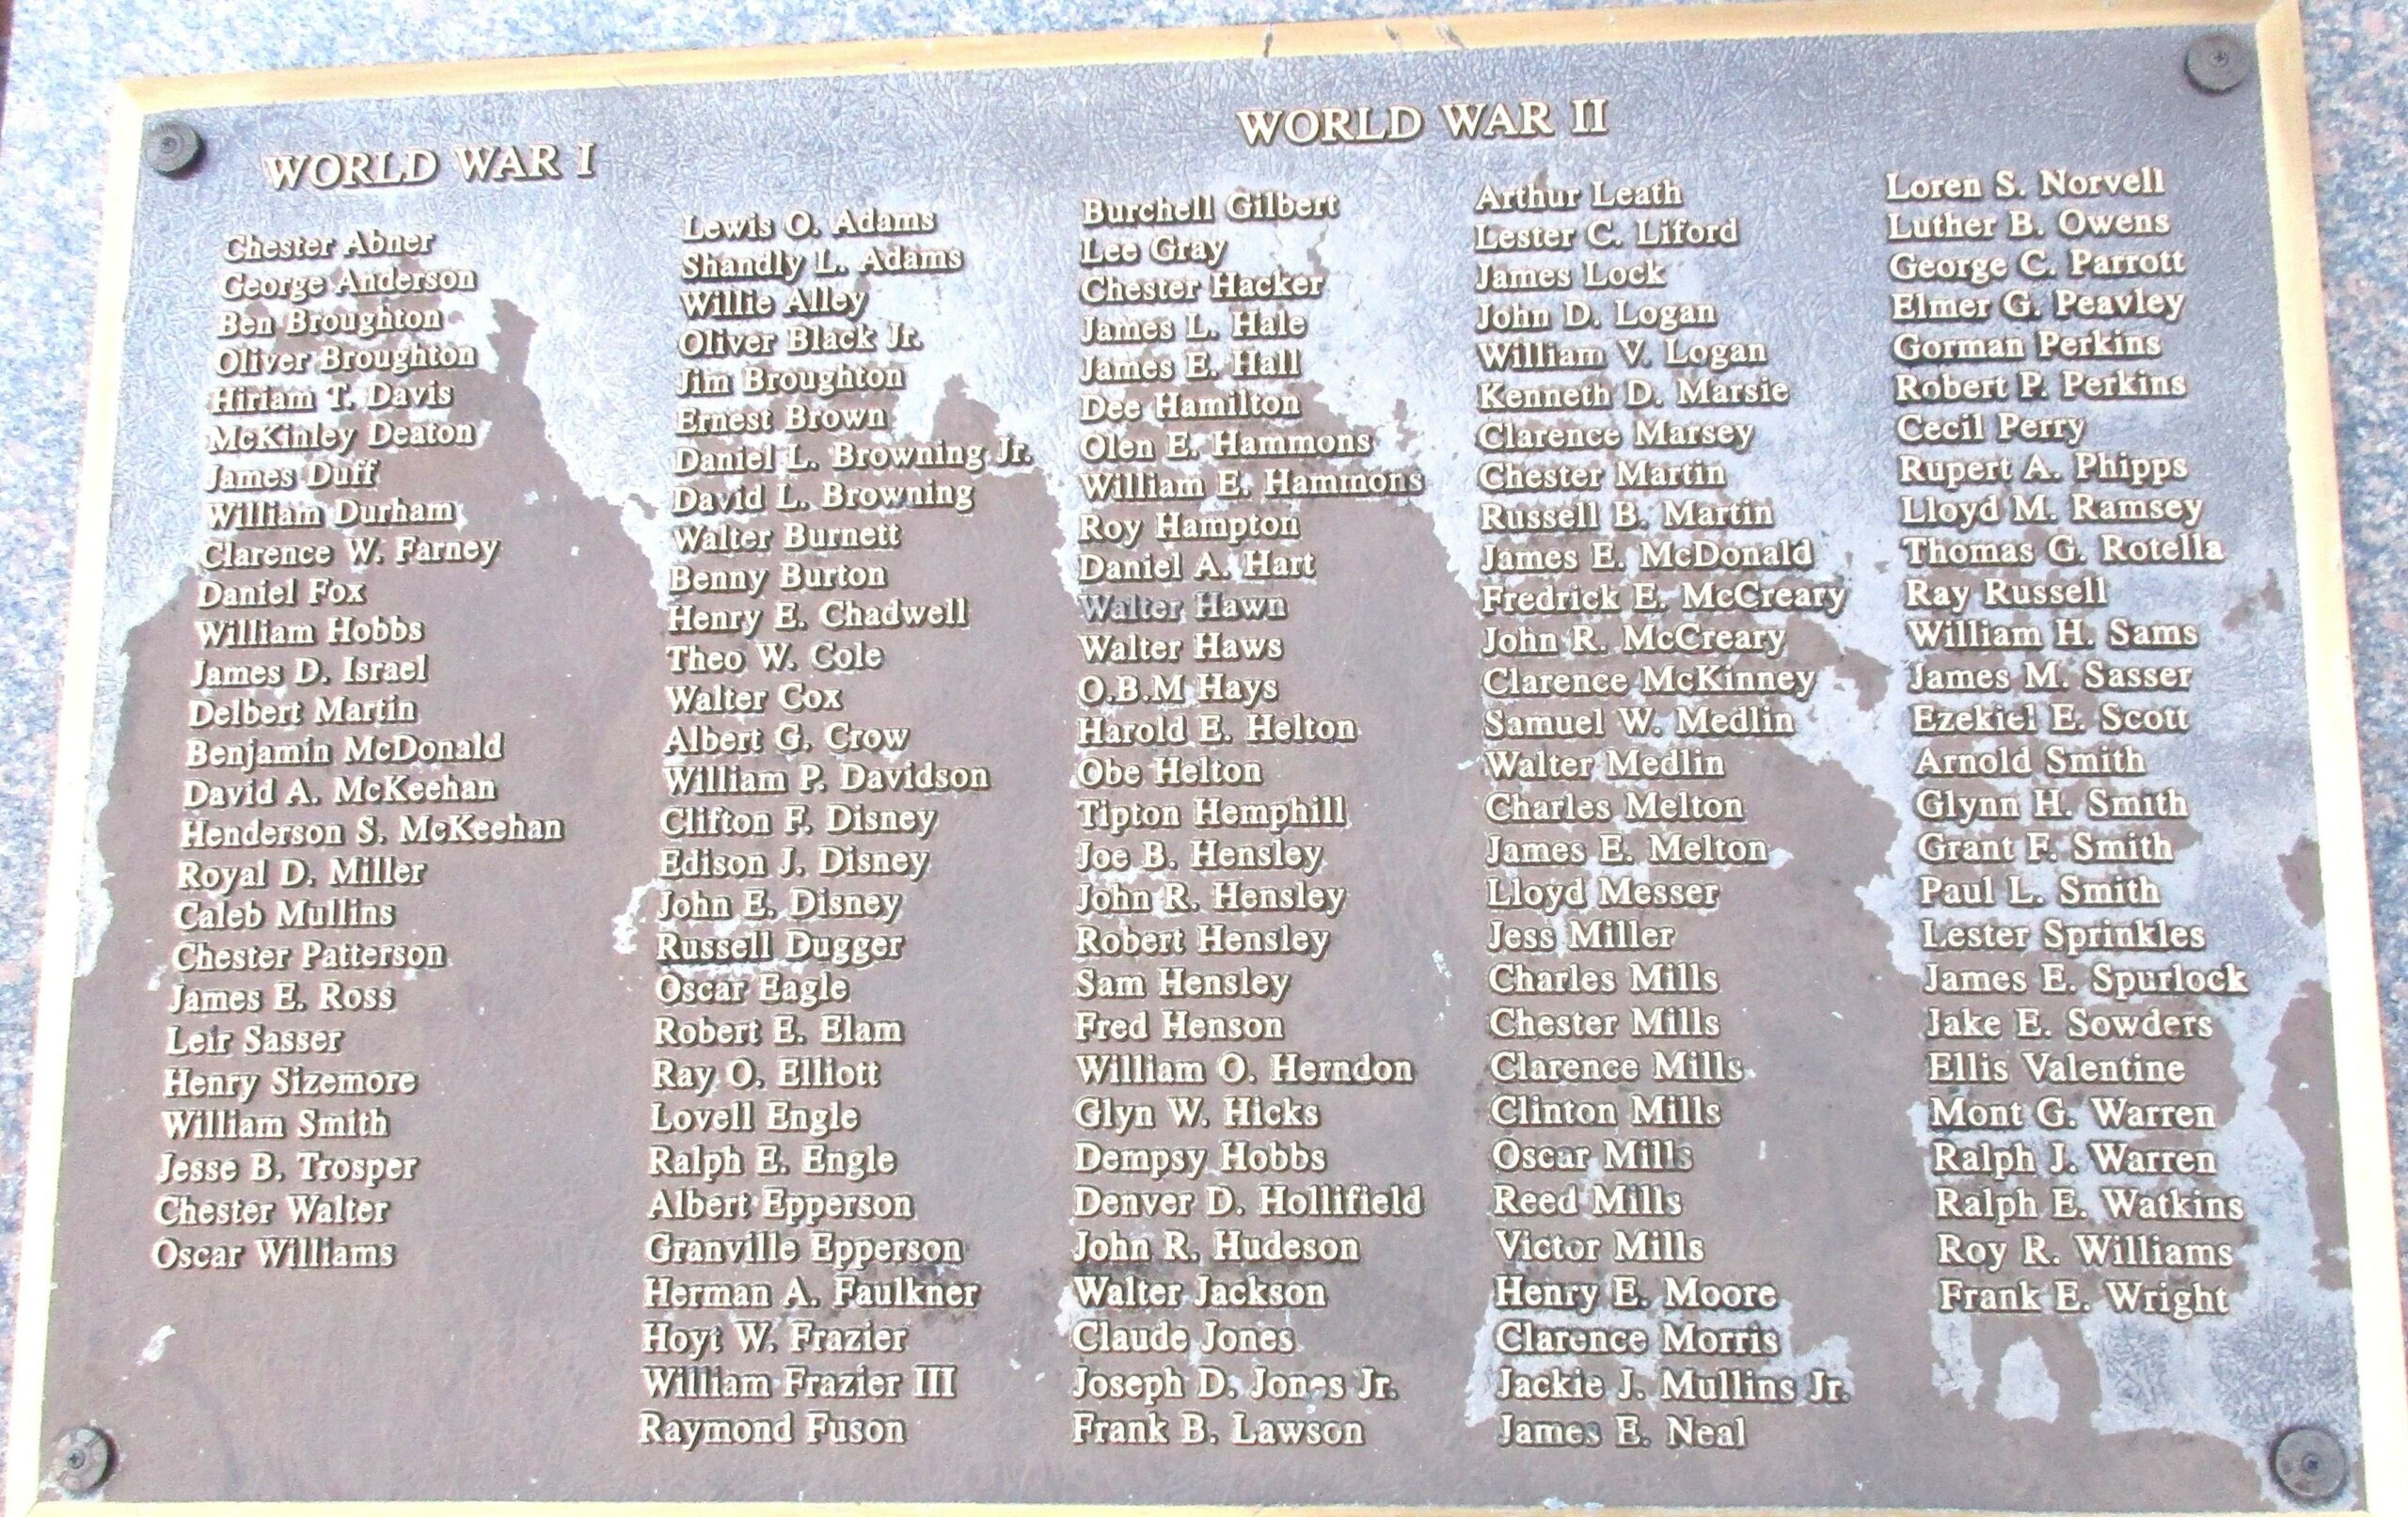 WORLD WAR I
Chester Abner
George Anderson
Ben Broughton
Oliver Broughton
Hiriam T. Davis
McKinley Deaton
James Duff
William Durham
Clarence W. Farney
Daniel Fox
William Hobbs
James D. Israel
Delbert Martin
Benjamin McDonald
David A. McKeehan
Henderson S. McKeehan
Royal D. Miller
Caleb Mullins
Chester Patterson
James E. Ross
Leir Sasser
Henry Sizemore
William Smith
Jesse B. Trosper
Chester Walter
Oscar Williams
WORLD WAR II
Lewis O. Adams
Shandly L. Adams
Willie Alley
Oliver Black Jr.
Jim Broughton
Ernest Brown
Daniel L. Browning Jr.
David L. Browning
Walter Burnett
Benny Burton
Henry E. Chadwell
Theo W. Cole
Walter Cox
Albert G. Crow
William P. Davidson
Clifton F. Disney
Edison J. Disney
John E. Disney
Russell Dugger
Oscar Eagle
Robert E. Elam
Ray O. Elliott
Lovell Engle
Ralph E. Engle
Albert Epperson
Granville Epperson
Herman A. Faulkner
Hoyt W. Frazier
William Frazier III
Raymond Fuson
Burchell Gilbert
Lee Gray
Chester Hacker
James L. Hale
James E. Hall
Dee Hamilton
Olen E. Hammons
William E. Hammons
Roy Hampton
Daniel A. Hart
Walter Hawn
Walter Haws
O.B.M Hays
Harold E. Helton
Obe Helton
Tipton Hemphill
Joe B. Hensley
John R. Hensley
Robert Hensley
Sam Hensley
Fred Henson
William O. Herndon
Glyn W. Hicks
Dempsy Hobbs
Denver D. Hollifield
John R. Hudeson
Walter Jackson
Claude Jones
Joseph D. Jones Jr.
Frank B. Lawson
Arthur Leath
Lester C. Liford
James Lock
John D. Logan
William V. Logan
Kenneth D. Marsie
Clarence Marsey
Chester Martin
Russell B. Martin
James E. McDonald
Fredrick E. McCreary
John R. McCreary
Clarence McKinney
Samuel W. Medlin
Walter Medlin
Charles Melton
James E. Melton
Lloyd Messer
Jess Miller
Charles Mills
Chester Mills
Clarence Mills
Clinton Mills
Oscar Mills
Reed Mills
Victor Mills
Henry E. Moore
Clarence Morris
Jackie J. Mullins Jr.
James E. Neal
Loren S. Norvell
Luther B. Owens
George C. Parrott
Elmer G. Peavley
Gorman Perkins
Robert P. Perkins
Cecil Perry
Rupert A. Phipps
Lloyd M. Ramsey
Thomas G. Rotella
Ray Russell
William H. Sams
James M. Sasser
Ezekiel E. Scott
Arnold Smith
Glynn H. Smith
Grant F. Smith
Paul L. Smith
Lester Sprinkles
James E. Spurlock
Jake E. Sowders
Ellis Valentine
Mont G. Warren
Ralph J. Warren
Ralph E. Watkins
Roy R. Williams
Frank E. Wright